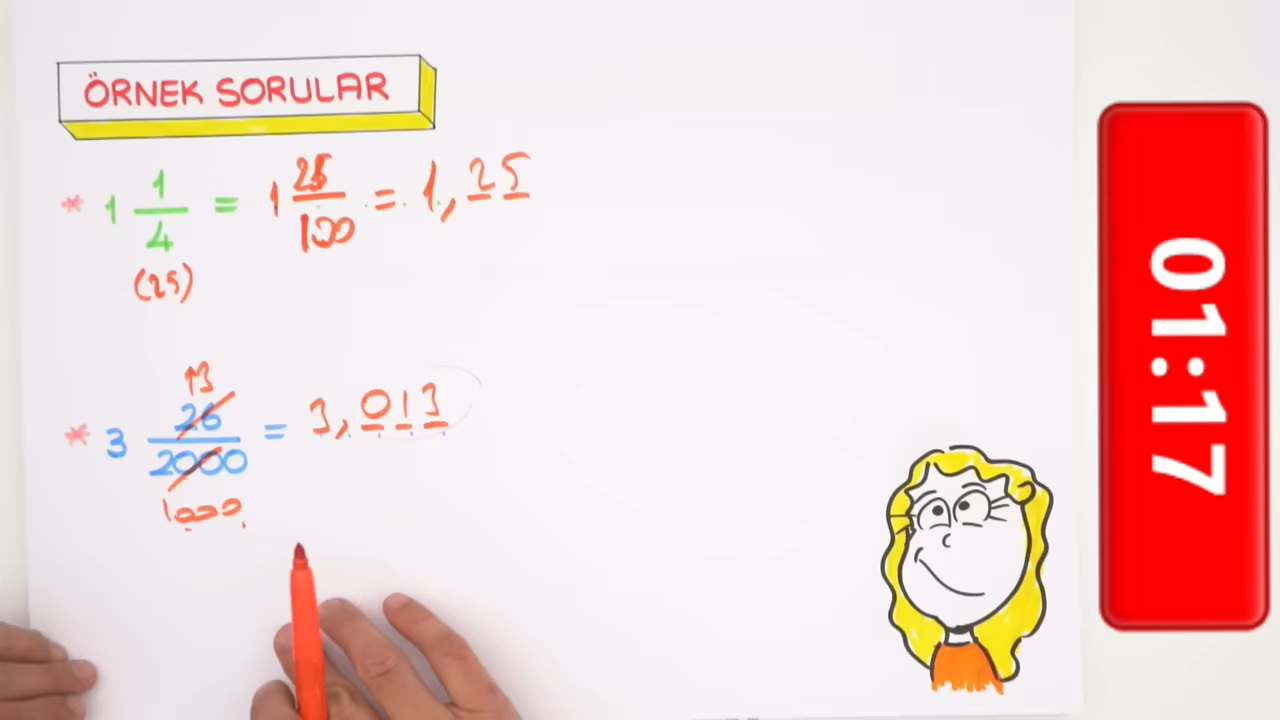 ÖRNEK SORULAR
* 1 1/4 = 1 25/100 = 1,25
(25)
13
* 3 26/2000 = 3,013
1000
01:17